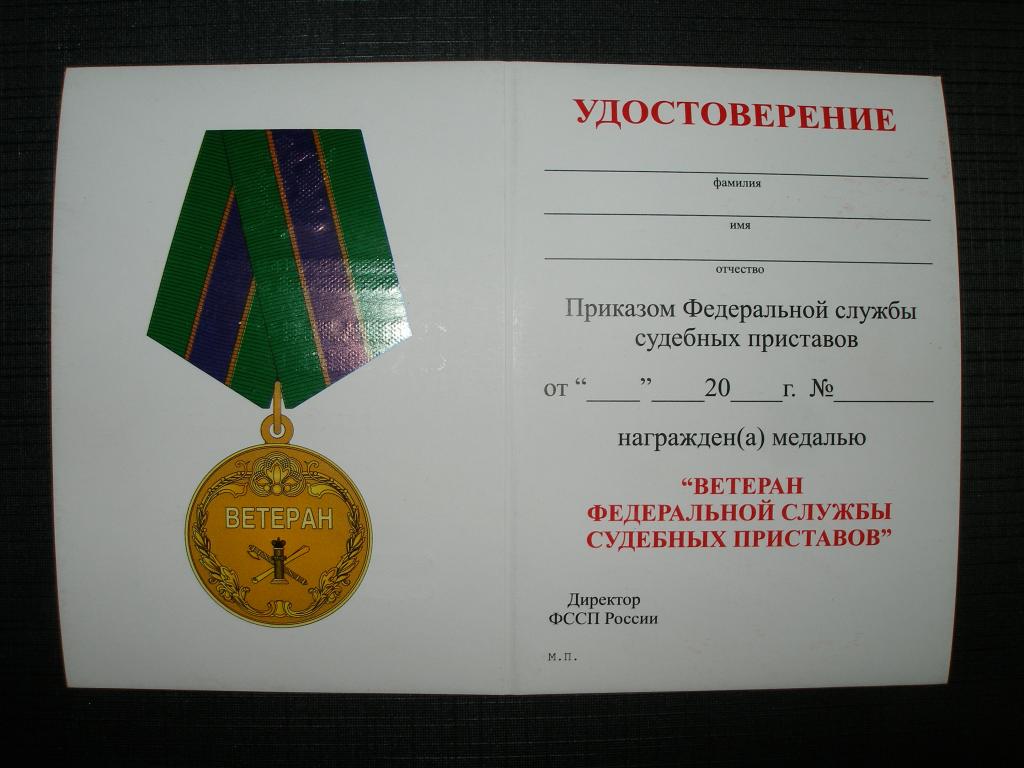 ВЕТЕРАН
УДОСТОВЕРЕНИЕ
фамилия
имя
отчество
Приказом Федеральной службы
судебных приставов
от “____”____20____г. №________
награжден(а) медалью
“ВЕТЕРАН
ФЕДЕРАЛЬНОЙ СЛУЖБЫ
СУДЕБНЫХ ПРИСТАВОВ”
Директор
ФССП России
М.П.